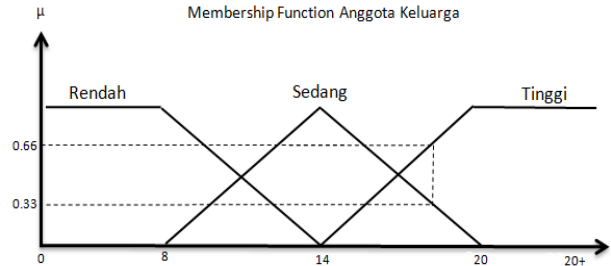 μ
Membership Function Anggota Keluarga
Rendah
Sedang
Tinggi
0.66
0.33
0
8
14
20
20+